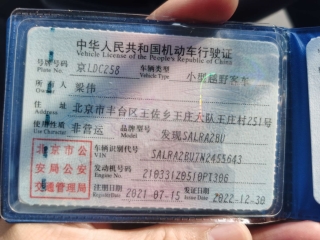 中华人民共和国机动车行驶证
Vehicle License of the People's Republic of China
号牌号码 京LDC258 车辆类型 小型越野客车
Plate No. Vehicle Type
所有人 梁伟
Owner
住址 北京市丰台区王佐乡王庄大队王庄村251号
Address
使用性质 非营运 品牌型号 发现SALRA2BU
Use Character Model
北京市公 车辆识别代号 SALRA2BU7N2455643
VIN
安局公安 发动机号码 210331Z0510PT306
Engine No.
交通管理局 注册日期 2021-07-15 发证日期 2022-12-30
Register Date Issue Date